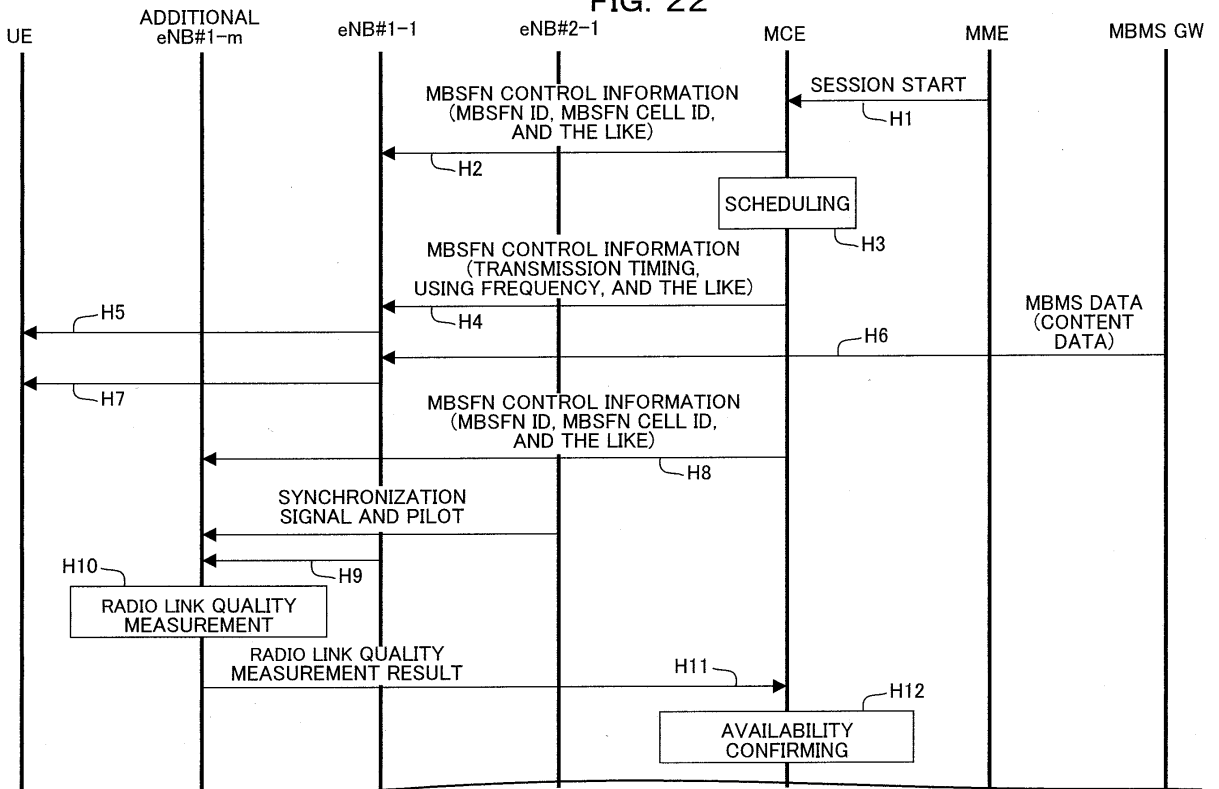 FIG. 22
UE
ADDITIONAL
eNB#1-m
eNB#1-1
eNB#2-1
MCE
MME
MBMS GW
SESSION START
H1
MBSFN CONTROL INFORMATION
(MBSFN ID, MBSFN CELL ID,
AND THE LIKE)
H2
SCHEDULING
H3
MBSFN CONTROL INFORMATION
(TRANSMISSION TIMING,
USING FREQUENCY, AND THE LIKE)
H4
H5
MBMS DATA
(CONTENT
DATA)
H6
H7
MBSFN CONTROL INFORMATION
(MBSFN ID, MBSFN CELL ID,
AND THE LIKE)
H8
SYNCHRONIZATION
SIGNAL AND PILOT
H9
H10
RADIO LINK QUALITY
MEASUREMENT
RADIO LINK QUALITY
MEASUREMENT RESULT
H11
H12
AVAILABILITY
CONFIRMING